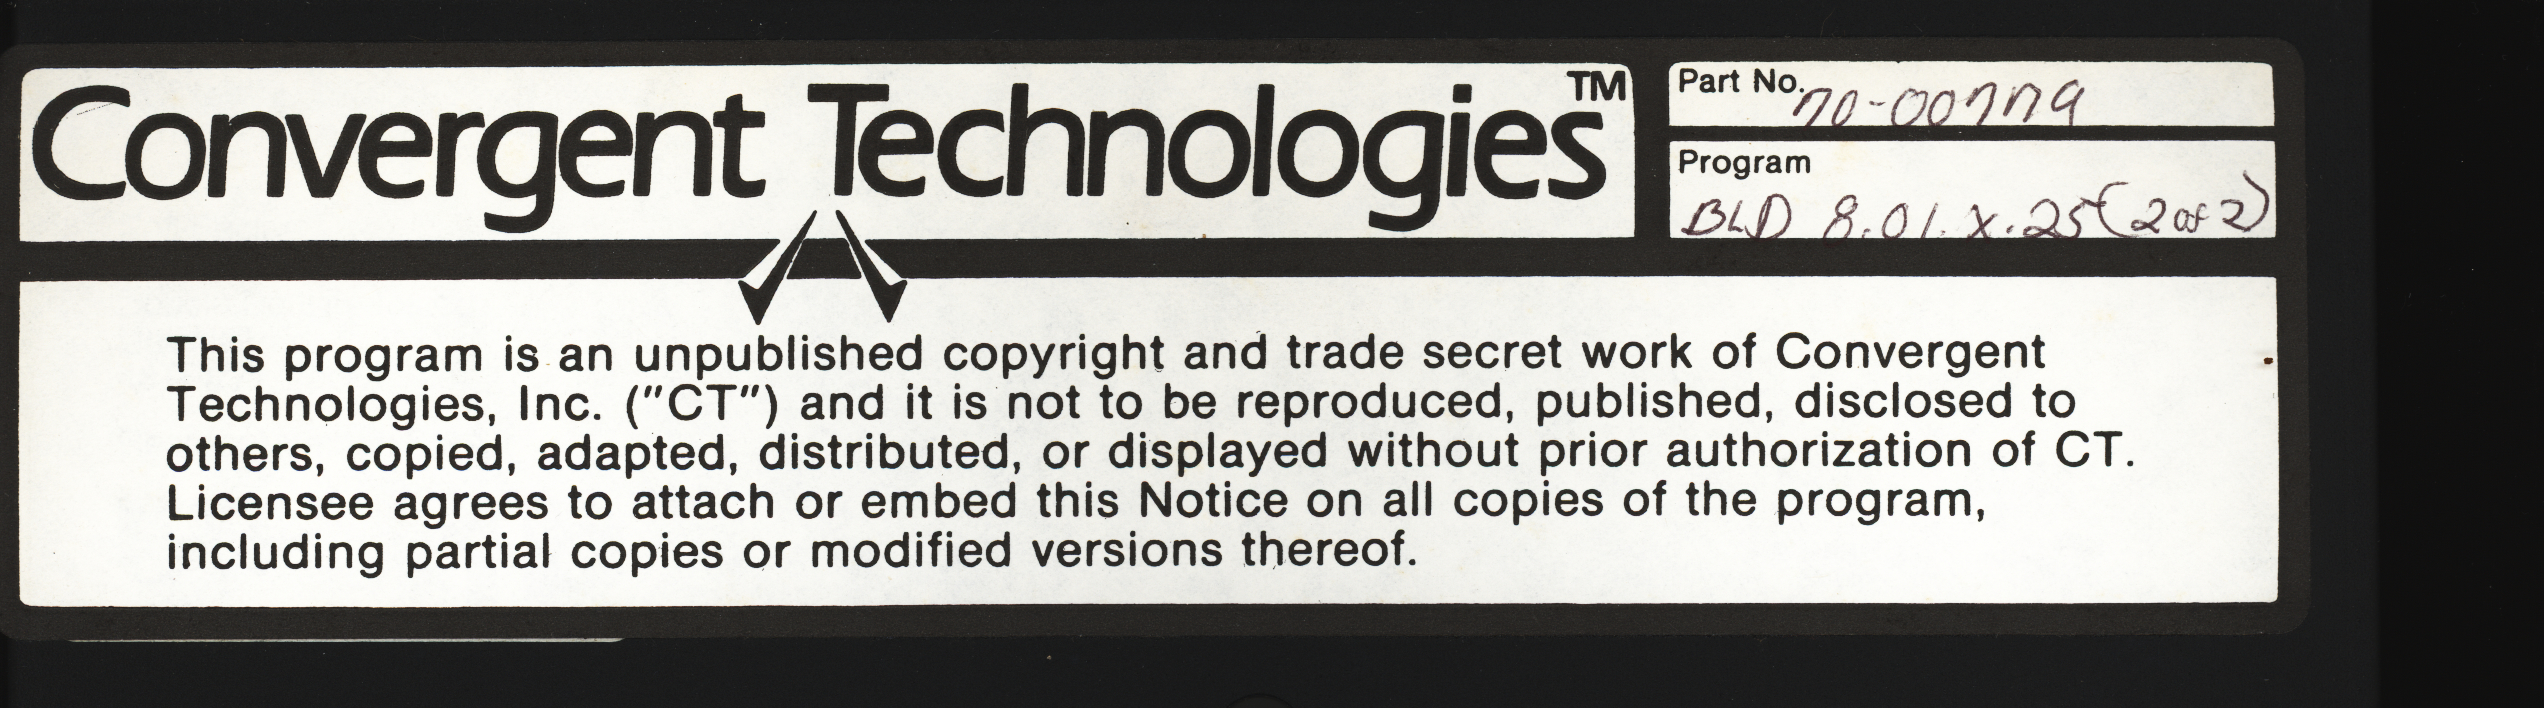 Convergent Technologies™
Part No. 70-00779
Program
BLD 8.01.X.25 (2 of 2)
This program is an unpublished copyright and trade secret work of Convergent
Technologies, Inc. ("CT") and it is not to be reproduced, published, disclosed to
others, copied, adapted, distributed, or displayed without prior authorization of CT.
Licensee agrees to attach or embed this Notice on all copies of the program,
including partial copies or modified versions thereof.